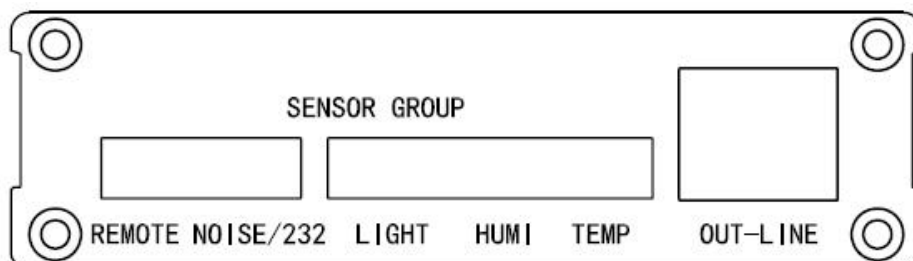 SENSOR GROUP
REMOTE NOISE/232 LIGHT HUMI TEMP OUT-LINE